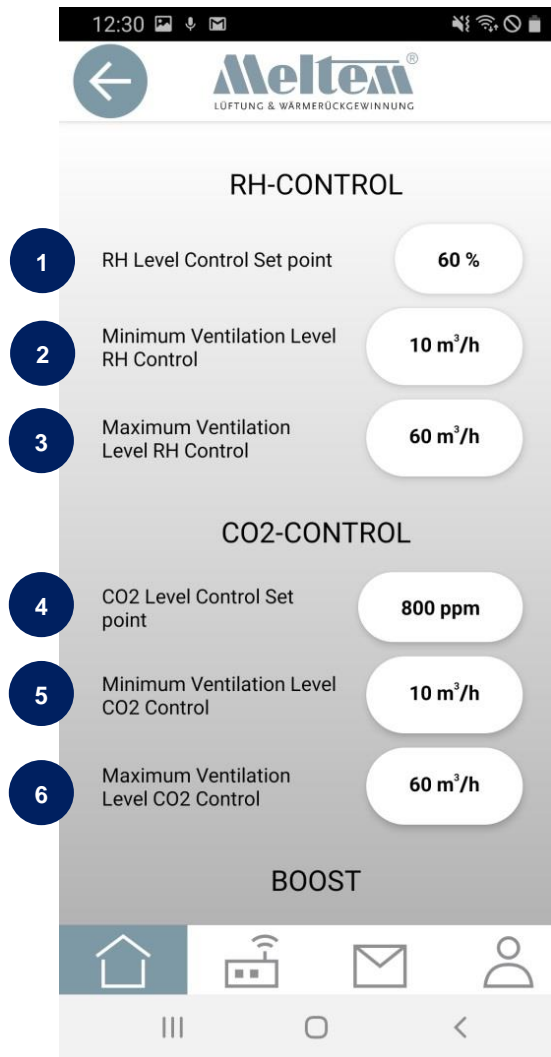 12:30
Meltem®
LÜFTUNG & WÄRMERÜCKGEWINNUNG
RH-CONTROL
1
RH Level Control Set point
60 %
2
Minimum Ventilation Level
RH Control
10 m³/h
3
Maximum Ventilation
Level RH Control
60 m³/h
CO2-CONTROL
4
CO2 Level Control Set
point
800 ppm
5
Minimum Ventilation Level
CO2 Control
10 m³/h
6
Maximum Ventilation
Level CO2 Control
60 m³/h
BOOST